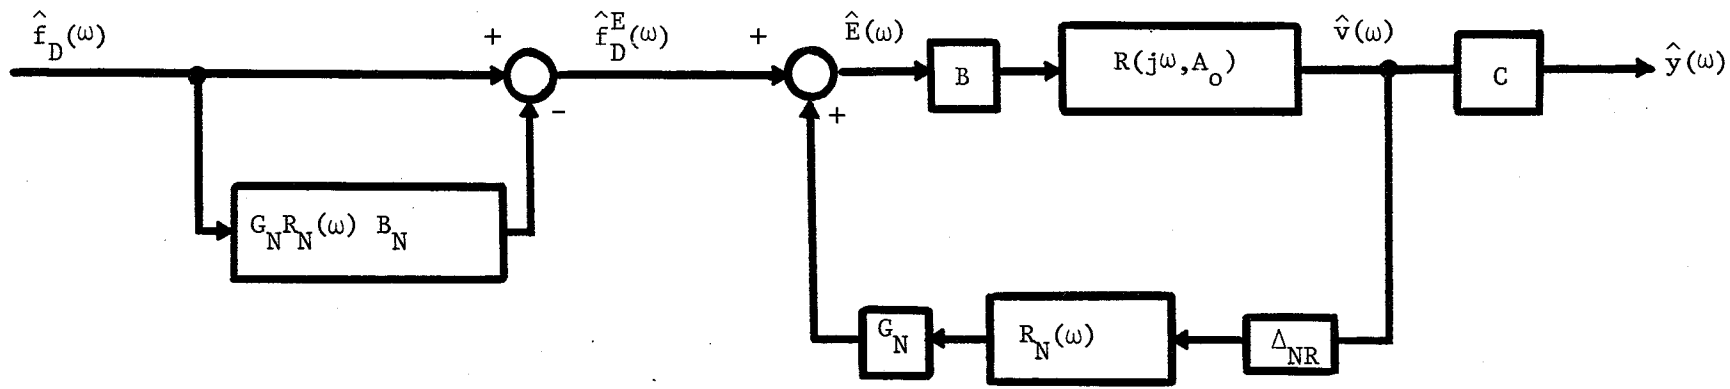 f̂_D(ω)
+
-
f̂_D^E(ω)
+
+
Ê(ω)
B
R(jω,A_o)
v̂(ω)
C
ŷ(ω)
G_N R_N(ω) B_N
G_N
R_N(ω)
Δ_NR